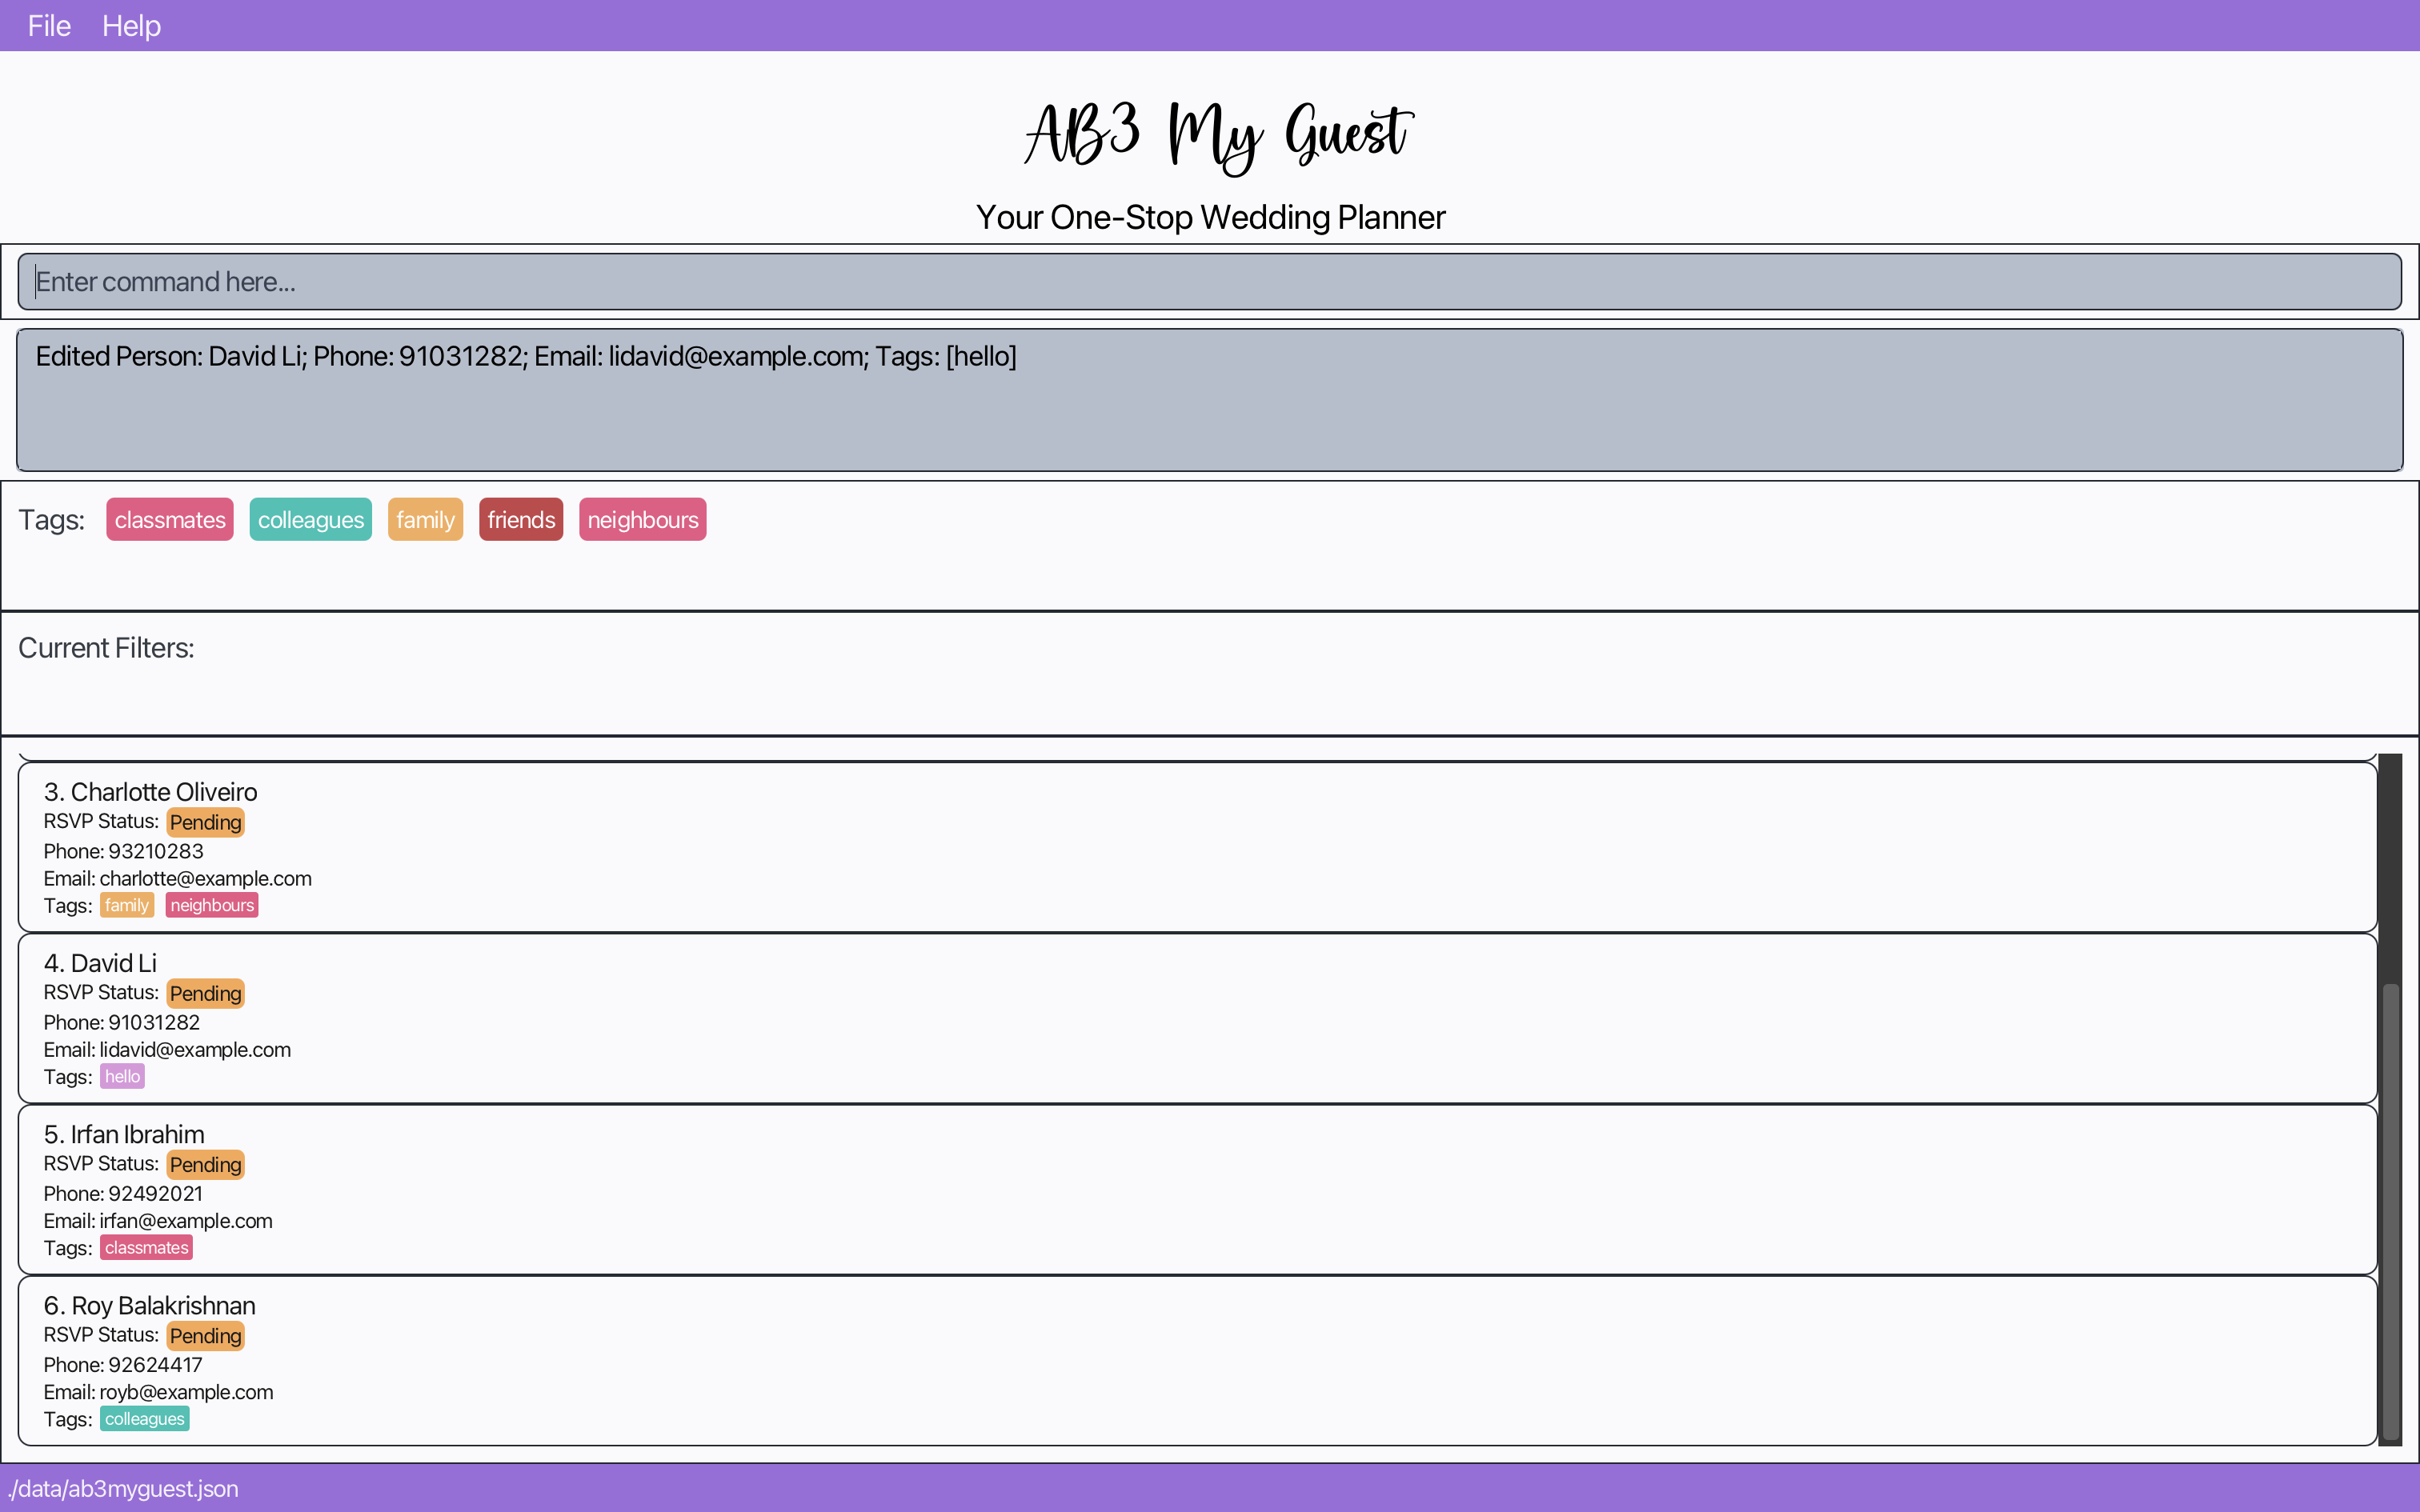 File Help
AB3 My Guest
Your One-Stop Wedding Planner
Enter command here...
Edited Person: David Li; Phone: 91031282; Email: lidavid@example.com; Tags: [hello]
Tags: classmates colleagues family friends neighbours
Current Filters:
3. Charlotte Oliveiro
RSVP Status: Pending
Phone: 93210283
Email: charlotte@example.com
Tags: family neighbours
4. David Li
RSVP Status: Pending
Phone: 91031282
Email: lidavid@example.com
Tags: hello
5. Irfan Ibrahim
RSVP Status: Pending
Phone: 92492021
Email: irfan@example.com
Tags: classmates
6. Roy Balakrishnan
RSVP Status: Pending
Phone: 92624417
Email: royb@example.com
Tags: colleagues
./data/ab3myguest.json